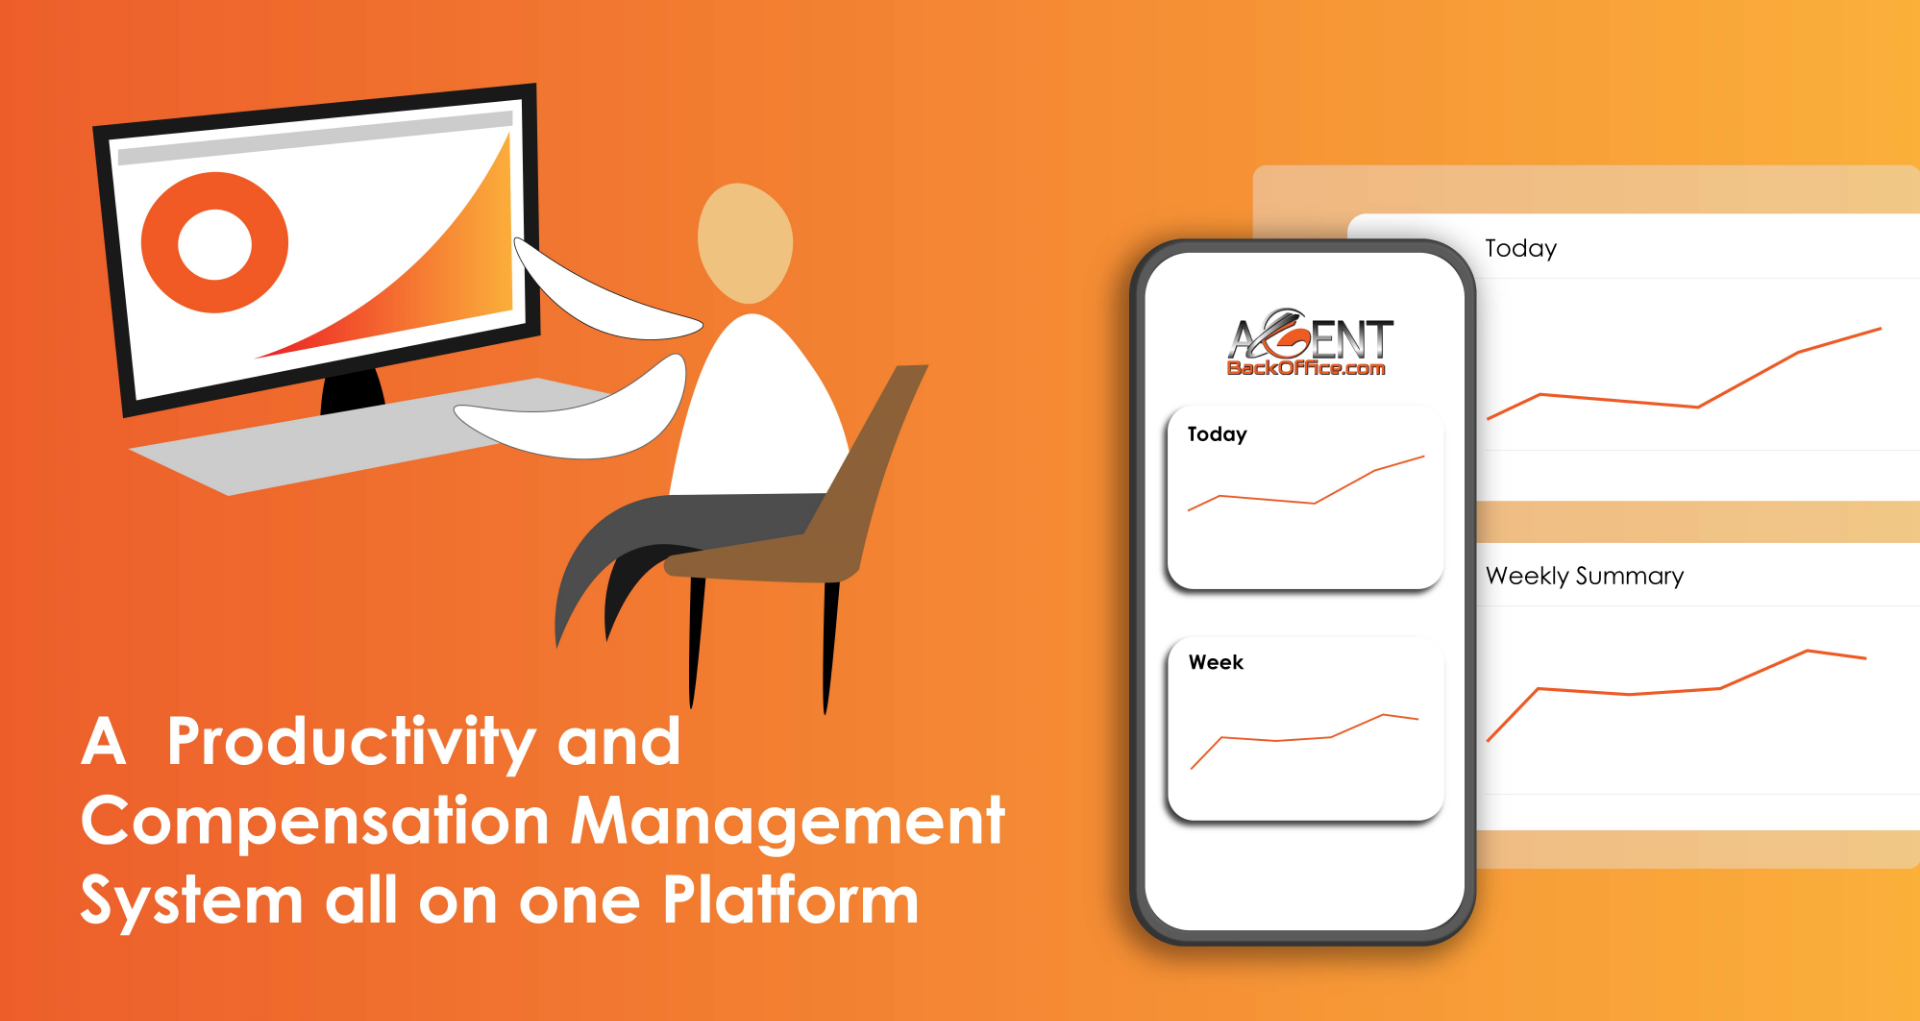 A Productivity and
Compensation Management
System all on one Platform
AGENT
BackOffice.com
Today
Week
Today
Weekly Summary